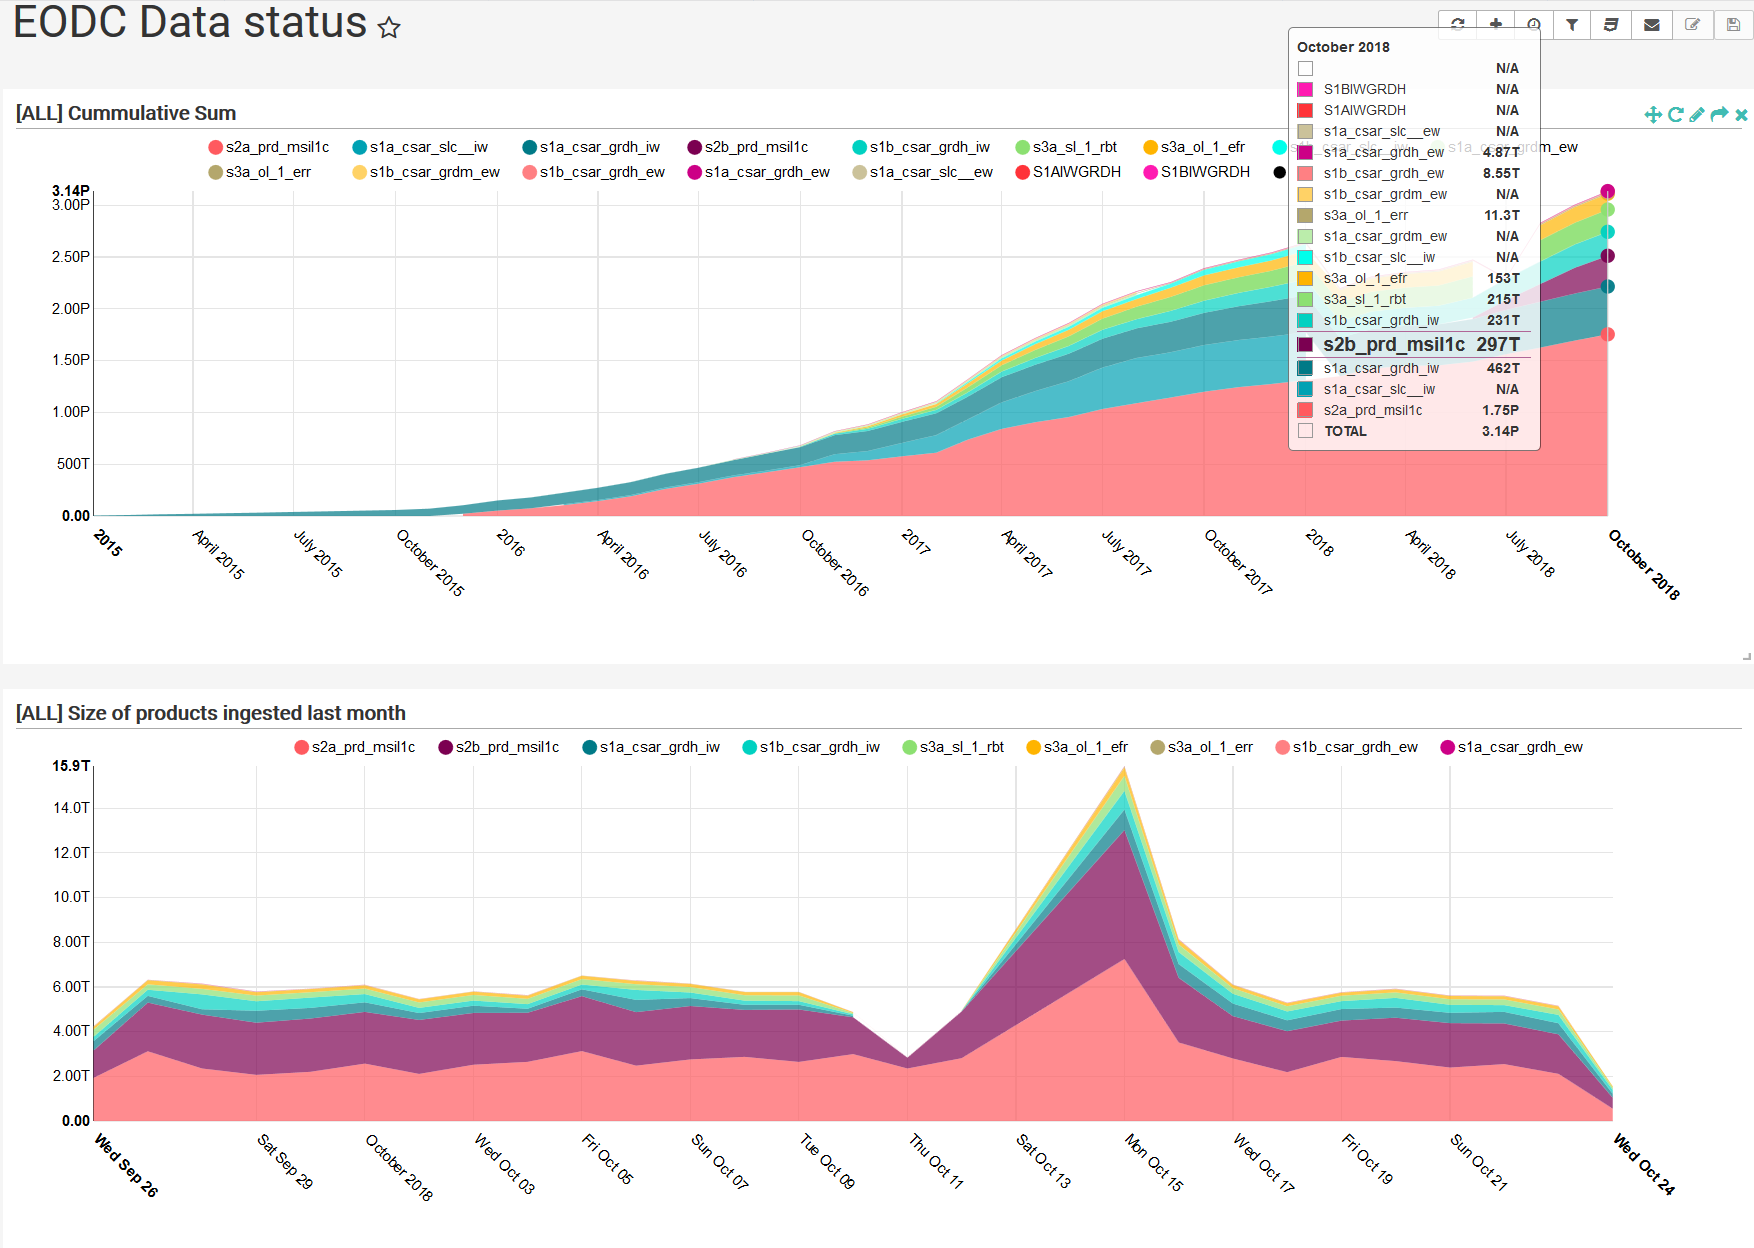 EODC Data status
[ALL] Cummulative Sum
s2a_prd_msil1c s1a_csar_slc__iw s1a_csar_grdh_iw s2b_prd_msil1c s1b_csar_grdh_iw s3a_sl_1_rbt s3a_ol_1_efr s1b_csar_slc__iw s1a_csar_grdm_ew
s3a_ol_1_err s1b_csar_grdm_ew s1b_csar_grdh_ew s1a_csar_grdh_ew s1a_csar_slc__ew S1AIWGRDH S1BIWGRDH
3.14P
3.00P
2.50P
2.00P
1.50P
1.00P
500T
0.00
2015 April 2015 July 2015 October 2015 2016 April 2016 July 2016 October 2016 2017 April 2017 July 2017 October 2017 2018 April 2018 July 2018 October 2018
October 2018
N/A
S1BIWGRDH N/A
S1AIWGRDH N/A
s1a_csar_slc__ew N/A
s1a_csar_grdh_ew 4.87T
s1b_csar_grdh_ew 8.55T
s1b_csar_grdm_ew N/A
s3a_ol_1_err 11.3T
s1a_csar_grdm_ew N/A
s1b_csar_slc__iw N/A
s3a_ol_1_efr 153T
s3a_sl_1_rbt 215T
s1b_csar_grdh_iw 231T
s2b_prd_msil1c 297T
s1a_csar_grdh_iw 462T
s1a_csar_slc__iw N/A
s2a_prd_msil1c 1.75P
TOTAL 3.14P
[ALL] Size of products ingested last month
s2a_prd_msil1c s2b_prd_msil1c s1a_csar_grdh_iw s1b_csar_grdh_iw s3a_sl_1_rbt s3a_ol_1_efr s3a_ol_1_err s1b_csar_grdh_ew s1a_csar_grdh_ew
15.9T
14.0T
12.0T
10.0T
8.00T
6.00T
4.00T
2.00T
0.00
Wed Sep 26 Sat Sep 29 October 2018 Wed Oct 03 Fri Oct 05 Sun Oct 07 Tue Oct 09 Thu Oct 11 Sat Oct 13 Mon Oct 15 Wed Oct 17 Fri Oct 19 Sun Oct 21 Wed Oct 24